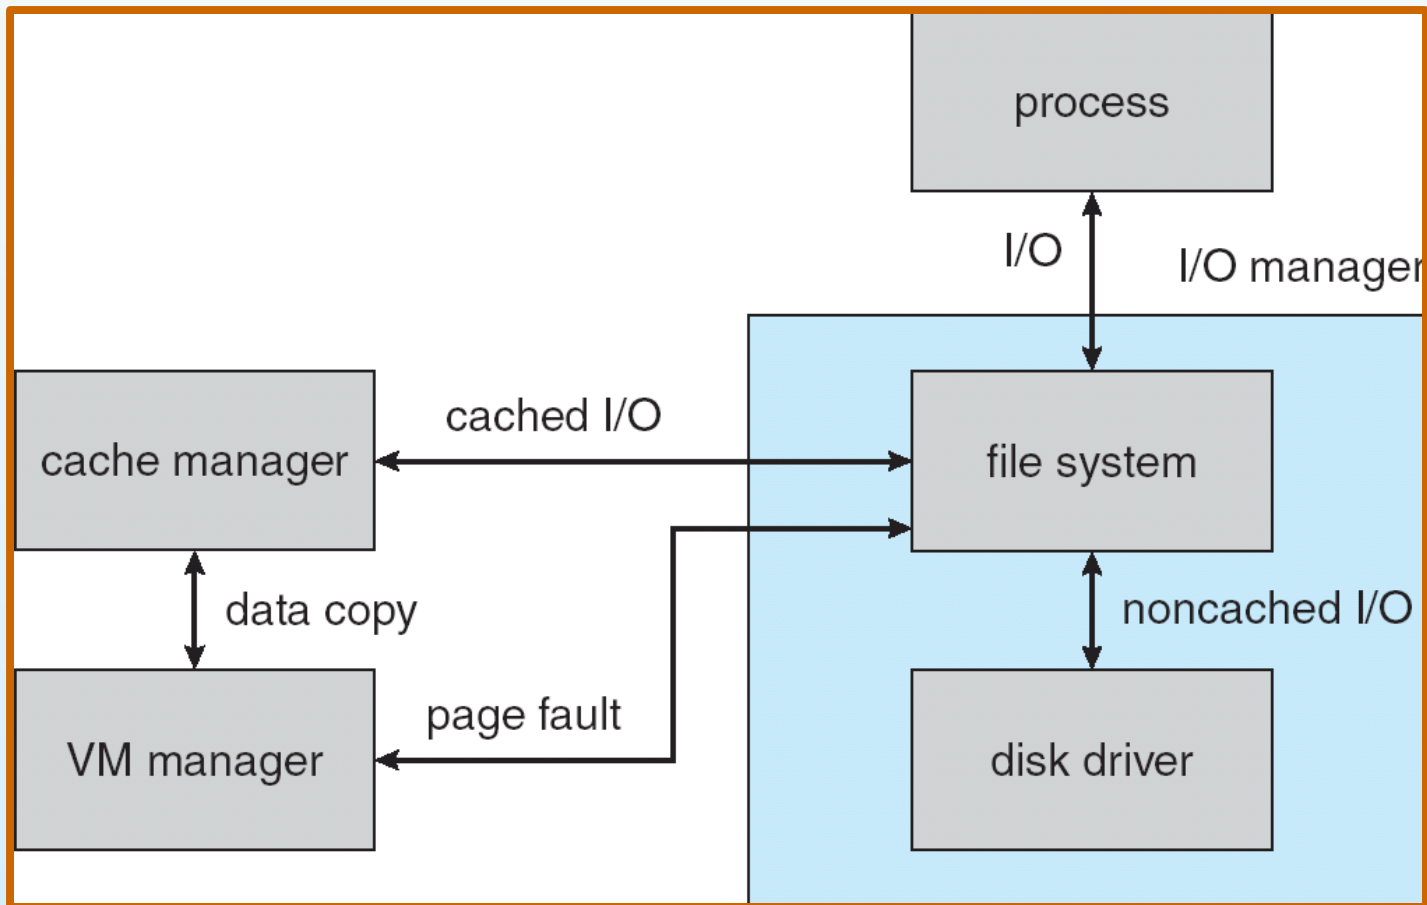 process
I/O
I/O manager
cached I/O
cache manager
file system
data copy
noncached I/O
page fault
VM manager
disk driver